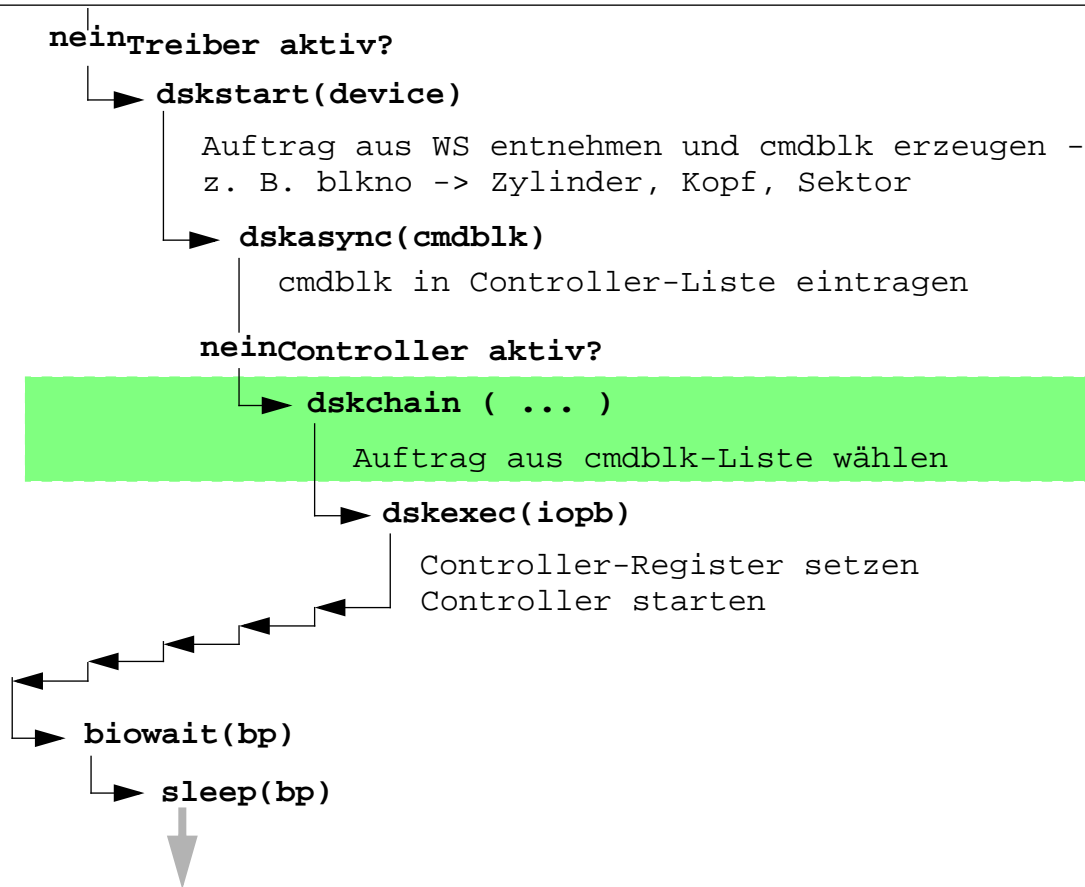 nein Treiber aktiv?
dskstart(device)
Auftrag aus WS entnehmen und cmdblk erzeugen -
z. B. blkno -> Zylinder, Kopf, Sektor
dskasync(cmdblk)
cmdblk in Controller-Liste eintragen
nein Controller aktiv?
dskchain ( ... )
Auftrag aus cmdblk-Liste wählen
dskexec(iopb)
Controller-Register setzen
Controller starten
biowait(bp)
sleep(bp)